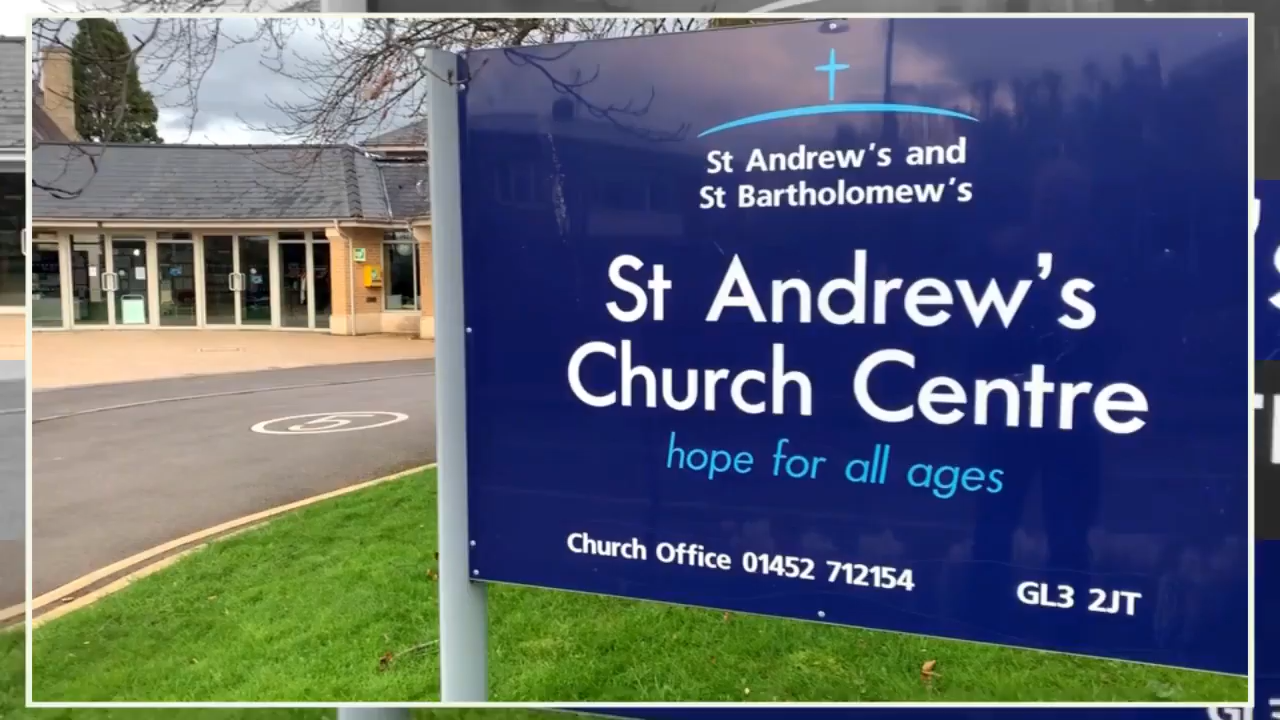 St Andrew's and
St Bartholomew's
St Andrew's
Church Centre
hope for all ages
Church Office 01452 712154
GL3 2JT
5